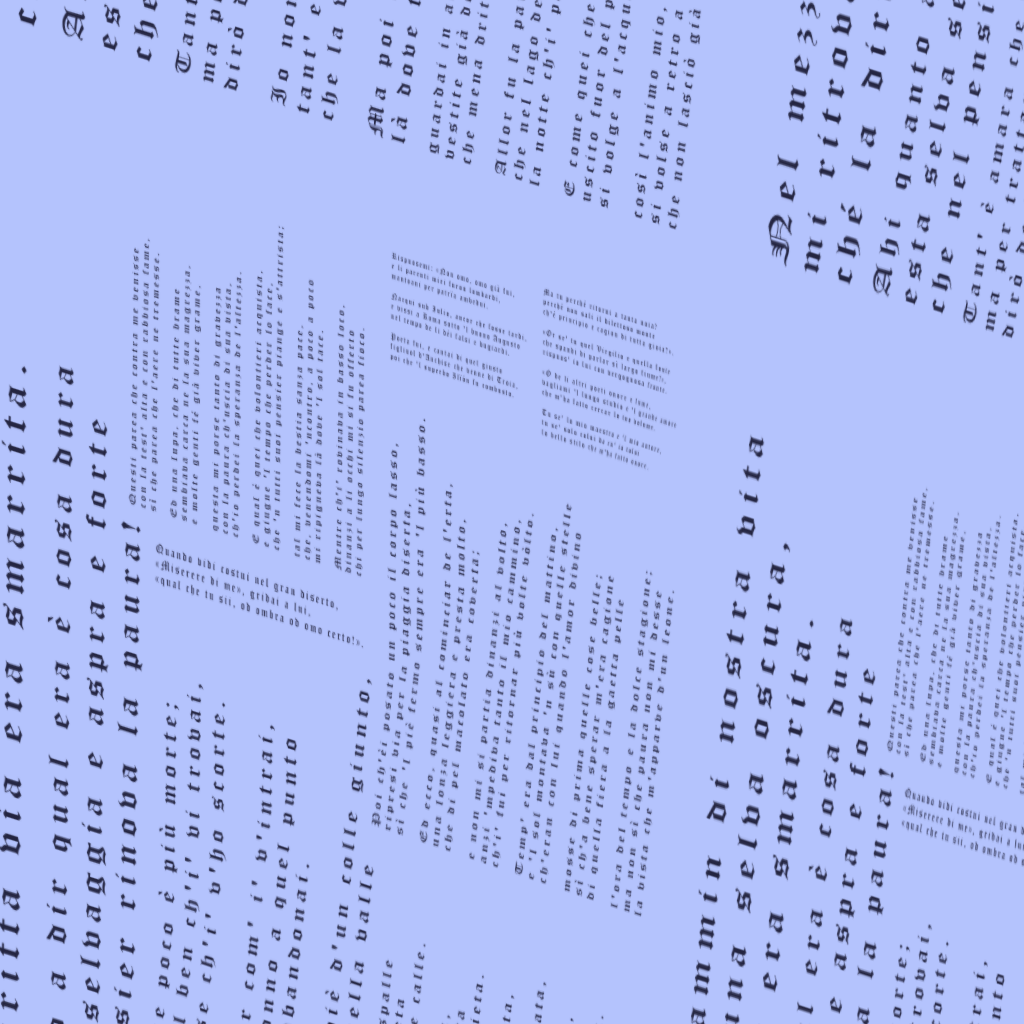 che
Tant
ma p
dirò
Io non
tant' e
che la v
Ma poi
là dove
guardai in a
vestite già d
che mena drit
Allor fu la pa
che nel lago de
la notte ch'i' p
E come quei che
uscito fuor del p
si volge a l'acqu
così l'animo mio,
si volse a retro a
che non lasciò già
Nel mezz
mi ritrov
ché la dir
Ahi quanto
esta selva se
che nel pensi
Tant' è amara che
ma per tratta
dirò de
ritta via era smarrita.
a dir qual era è cosa dura
selvaggia e aspra e forte
sier rinova la paura!
e poco è più morte;
l ben ch'i' vi trovai,
se ch'i' v'ho scorte.
r com' i' v'intrai,
onno a quel punto
bbandonai.
iè d'un colle giunto,
ella valle
spalle
ta
e calle.
ieta.
ta,
ata,
Poi ch'èi posato un poco il corpo lasso,
ripresi via per la piaggia diserta,
sì che 'l piè fermo sempre era 'l più basso.
Ed ecco, quasi al cominciar de l'erta,
una lonza leggiera e presta molto,
che di pel macolato era coverta;
e non mi si partia dinanzi al volto,
anzi 'mpediva tanto il mio cammino,
ch'i' fui per ritornar più volte vòlto.
Temp' era dal principio del mattino,
e 'l sol montava 'n sù con quelle stelle
ch'eran con lui quando l'amor divino
mosse di prima quelle cose belle;
sì ch'a bene sperar m'era cagione
di quella fiera a la gaetta pelle
l'ora del tempo e la dolce stagione;
ma non sì che paura non mi desse
la vista che m'apparve d'un leone.
Questi parea che contra me venisse
con la test' alta e con rabbiosa fame,
sì che parea che l'aere ne tremesse.
Ed una lupa, che di tutte brame
sembiava carca ne la sua magrezza,
e molte genti fé già viver grame,
questa mi porse tanto di gravezza
con la paura ch'uscia di sua vista,
ch'io perdei la speranza de l'altezza.
E qual è quei che volontieri acquista,
e giugne 'l tempo che perder lo face,
che 'n tutti suoi pensier piange e s'attrista;
tal mi fece la bestia sanza pace,
che, venendomi 'ncontro, a poco a poco
mi ripigneva là dove 'l sol tace.
Mentre ch'i' rovinava in basso loco,
dinanzi a li occhi mi si fu offerto
chi per lungo silenzio parea fioco.
Quando vidi costui nel gran diserto,
«Miserere di me», gridai a lui,
«qual che tu sii, od ombra od omo certo!».
Rispuosemi: «Non omo, omo già fui,
e li parenti miei furon lombardi,
mantoani per patrïa ambedui.
Nacqui sub Iulio, ancor che fosse tardi,
e vissi a Roma sotto 'l buono Augusto
nel tempo de li dèi falsi e bugiardi.
Poeta fui, e cantai di quel giusto
figliuol d'Anchise che venne di Troia,
poi che 'l superbo Ilïón fu combusto.
Ma tu perché ritorni a tanta noia?
perché non sali il dilettoso monte
ch'è principio e cagion di tutta gioia?».
«Or se' tu quel Virgilio e quella fonte
che spandi di parlar sì largo fiume?»,
rispuos' io lui con vergognosa fronte.
«O de li altri poeti onore e lume,
vagliami 'l lungo studio e 'l grande amore
che m'ha fatto cercar lo tuo volume.
Tu se' lo mio maestro e 'l mio autore,
tu se' solo colui da cu' io tolsi
lo bello stilo che m'ha fatto onore.
ammin di nostra vita
na selva oscura,
era smarrita.
l era è cosa dura
e aspra e forte
a la paura!
orte;
ovai,
corte.
rai,
nto
Questi parea che contra me venisse
con la test' alta e con rabbiosa fame,
sì che parea che l'aere ne tremesse.
Ed una lupa, che di tutte brame
sembiava carca ne la sua magrezza,
e molte genti fé già viver grame,
questa mi porse tanto di gravezza
con la paura ch'uscia di sua vista,
ch'io perdei la speranza de l'altezza.
E qual è quei che volontieri a
e giugne 'l tempo che perder lo fa
che 'n tutti suoi pensier pi
Quando vidi costui nel gran d
«Miserere di me», gridai a lui
«qual che tu sii, od ombra od o